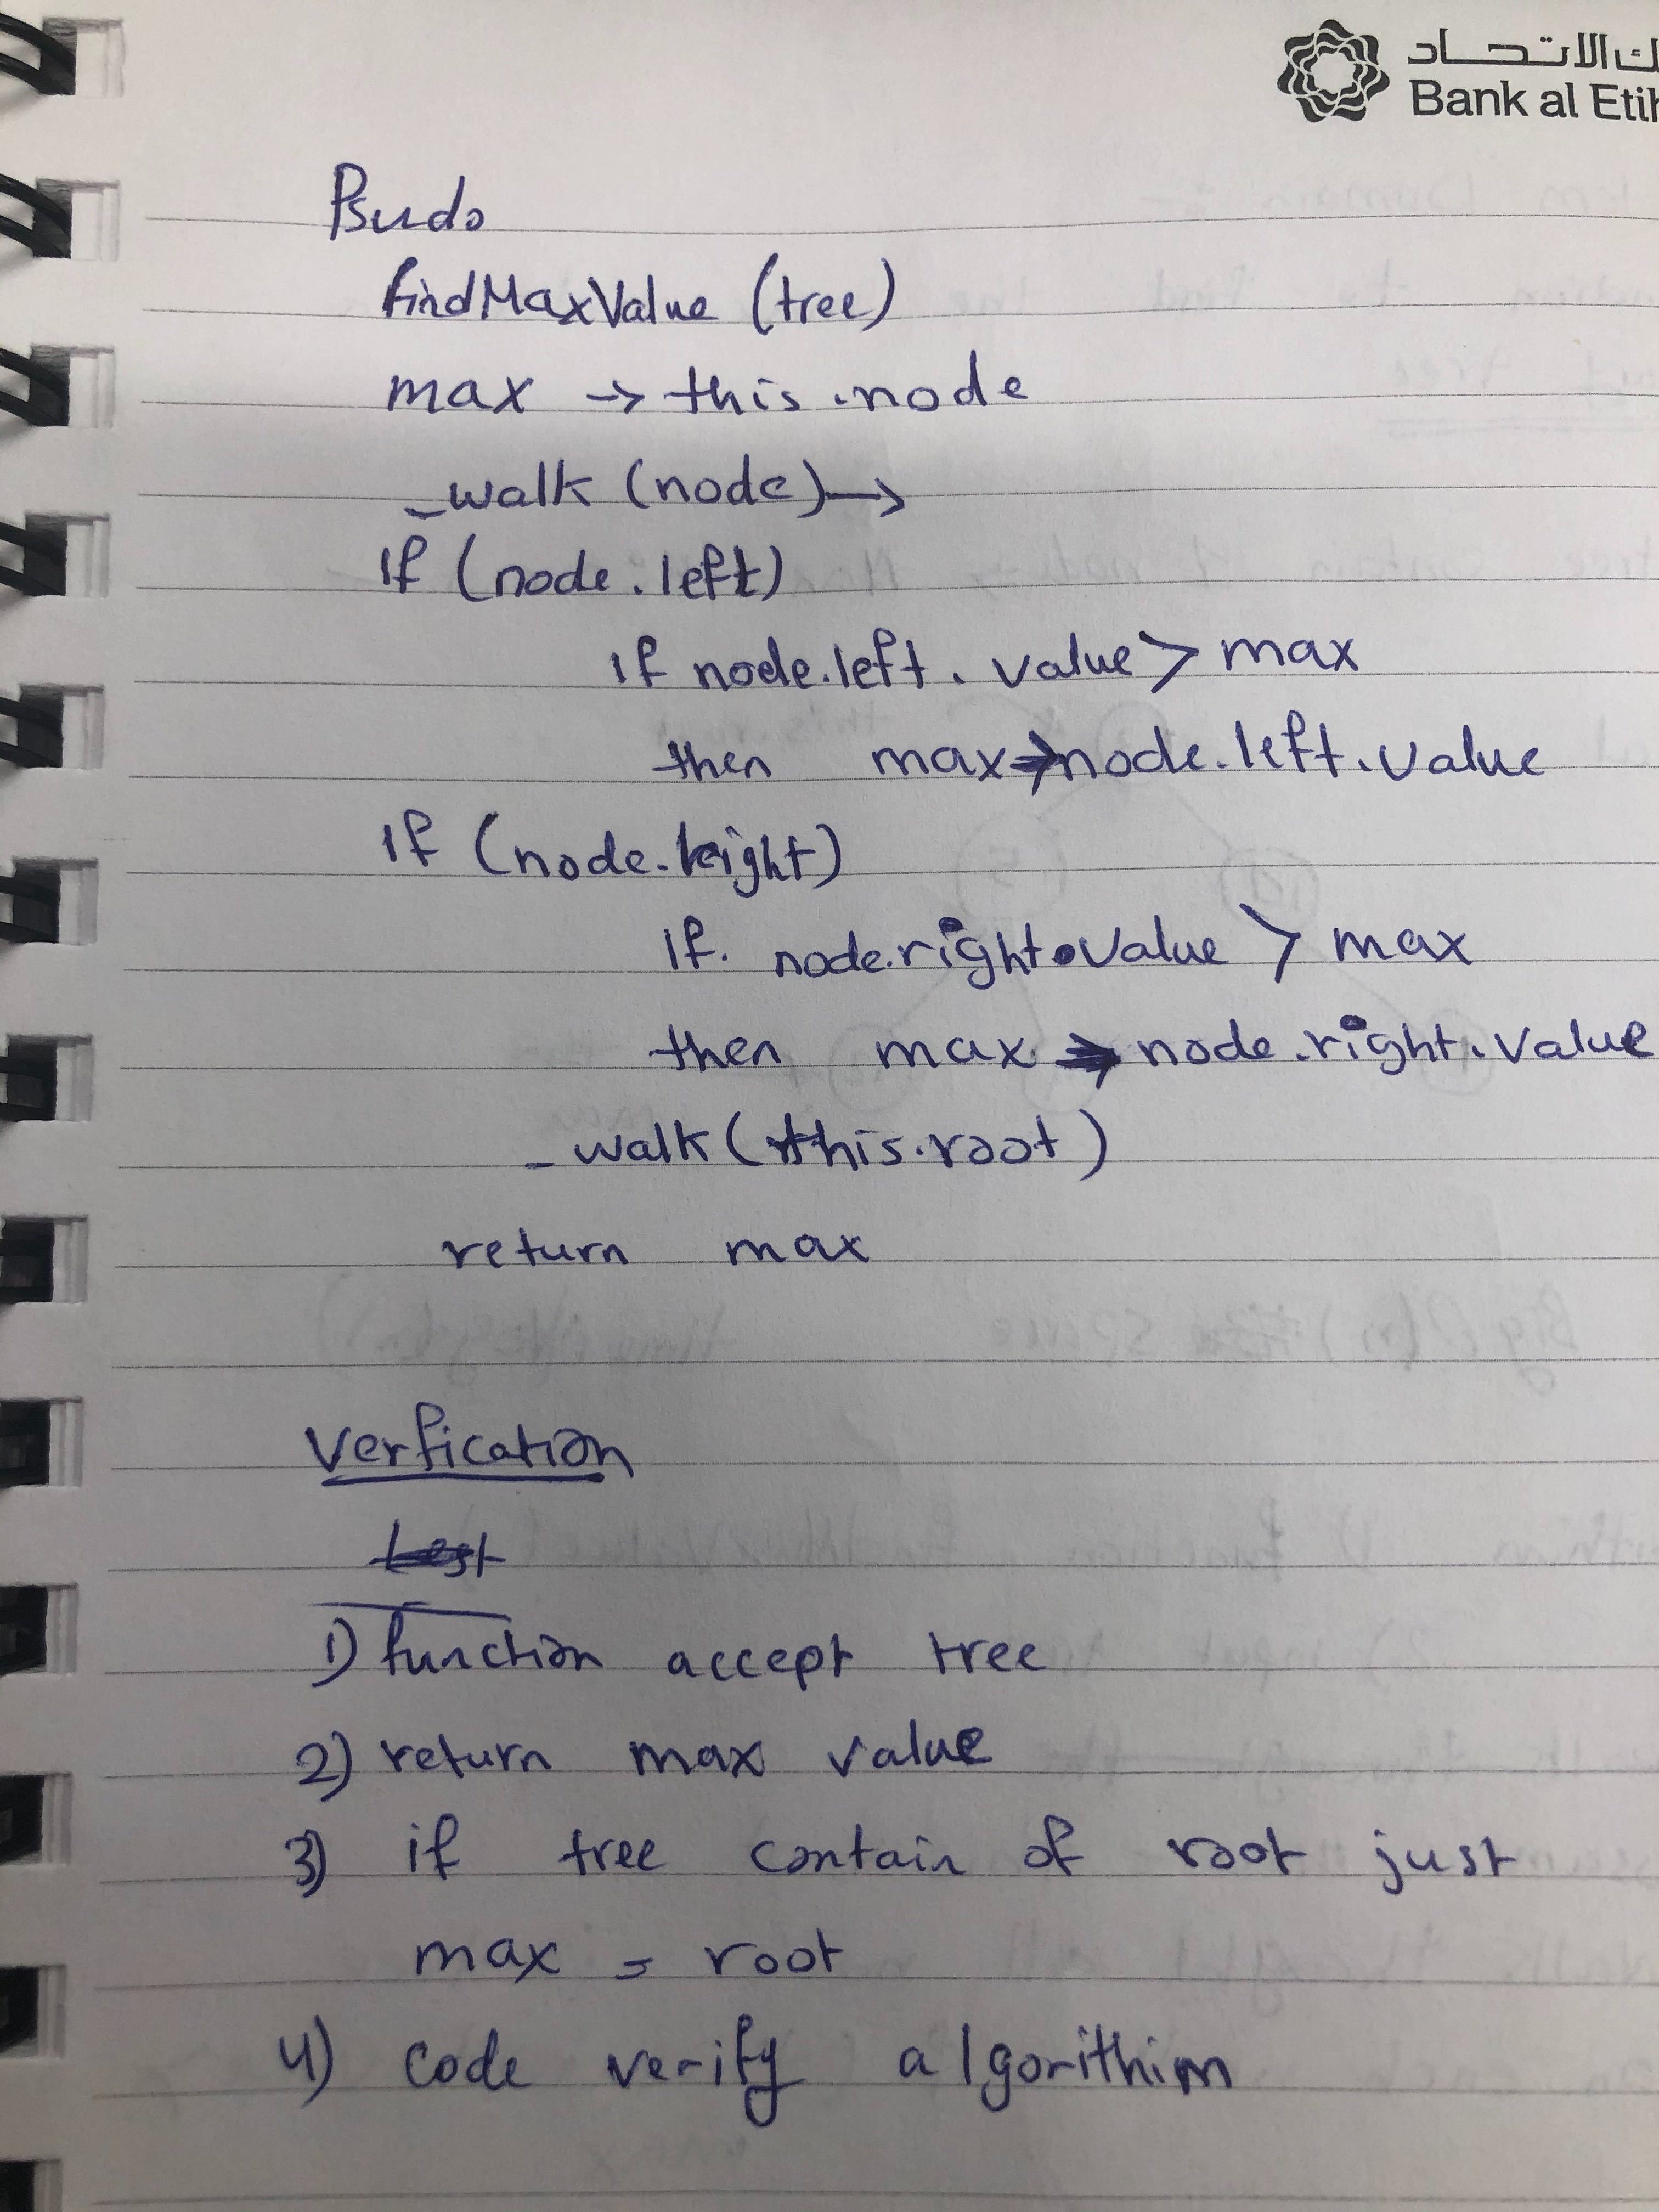 ك الاتحاد
Bank al Etih
Psudo
findMaxValue (tree)
max → this.node
_walk (node) →
if (node.left)
if node.left.value > max
then max → node.left.value
if (node.right)
if. node.right.value > max
then max → node.right.value
_walk (this.root)
return max
Verfication
test
1) function accept tree
2) return max value
3) if tree contain of root just
max = root
4) code verify algorithim